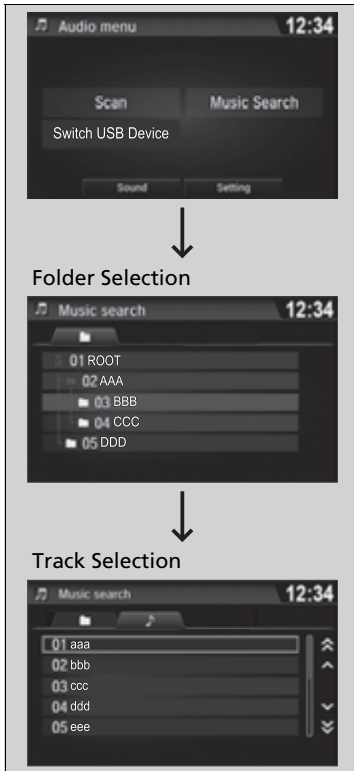 Audio menu 12:34
Scan Music Search
Switch USB Device
Sound Setting
Folder Selection
Music search 12:34
01 ROOT
02 AAA
03 BBB
04 CCC
05 DDD
Track Selection
Music search 12:34
01 aaa
02 bbb
03 ccc
04 ddd
05 eee